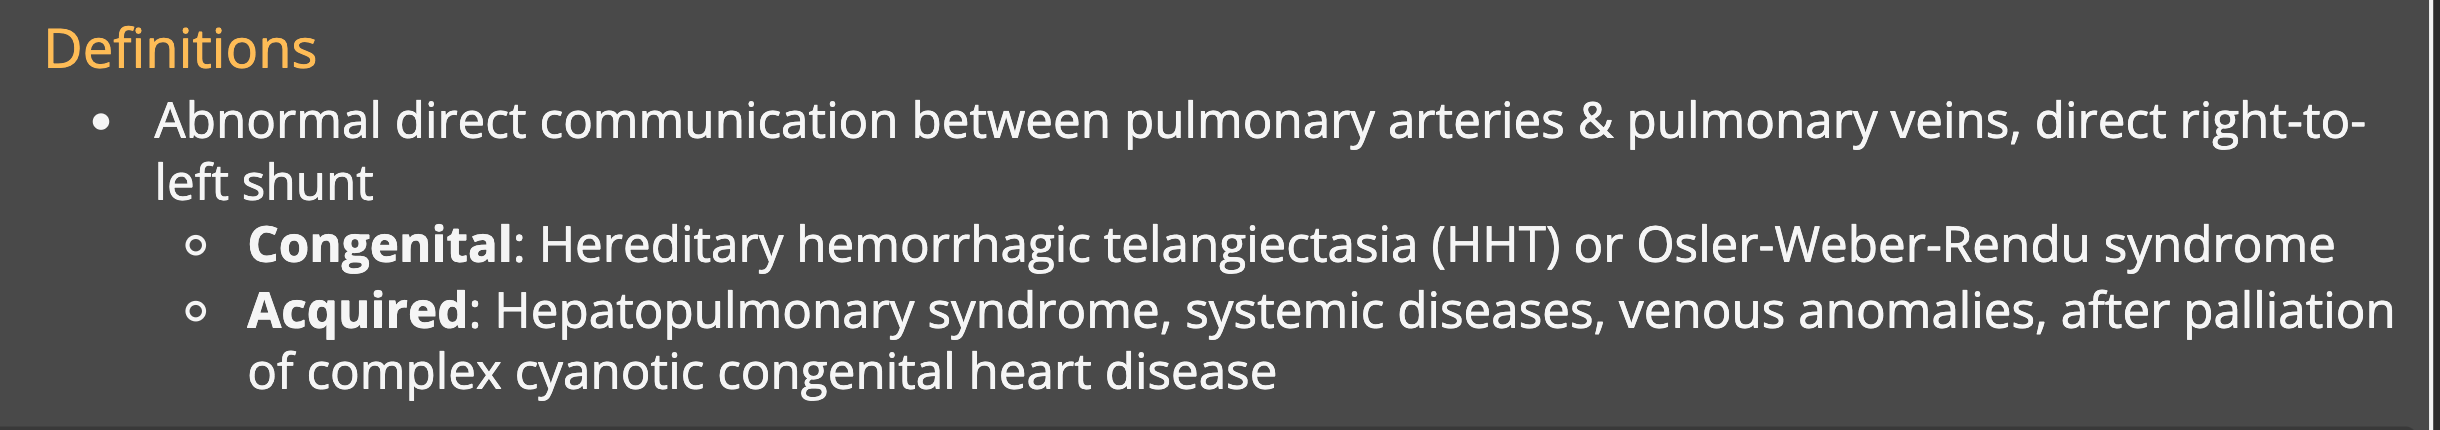 Definitions
• Abnormal direct communication between pulmonary arteries & pulmonary veins, direct right-to-
left shunt
○ Congenital: Hereditary hemorrhagic telangiectasia (HHT) or Osler-Weber-Rendu syndrome
○ Acquired: Hepatopulmonary syndrome, systemic diseases, venous anomalies, after palliation
of complex cyanotic congenital heart disease